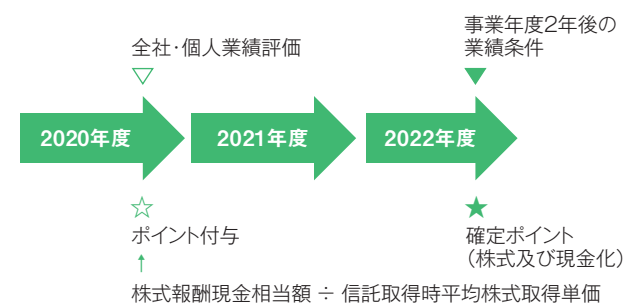 事業年度2年後の
業績条件
全社・個人業績評価
▽
▼
2020年度
2021年度
2022年度
☆
★
ポイント付与
確定ポイント
（株式及び現金化）
↑
株式報酬現金相当額 ÷ 信託取得時平均株式取得単価